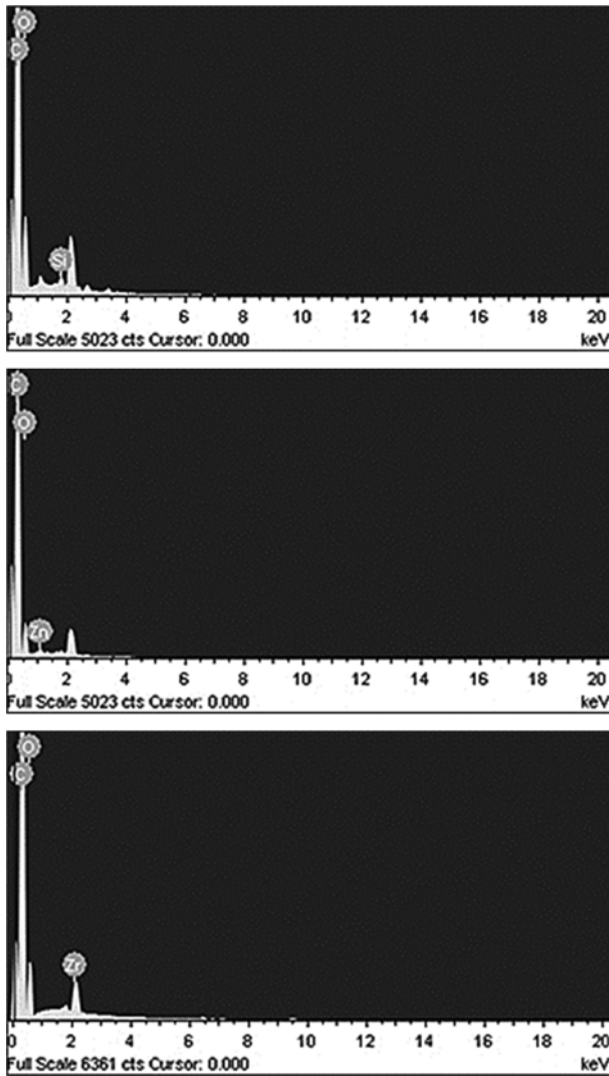 O
C
Si
0 2 4 6 8 10 12 14 16 18 20
Full Scale 5023 cts Cursor: 0.000 keV
C
O
Zn
0 2 4 6 8 10 12 14 16 18 20
Full Scale 5023 cts Cursor: 0.000 keV
O
C
Zr
0 2 4 6 8 10 12 14 16 18 20
Full Scale 6361 cts Cursor: 0.000 keV